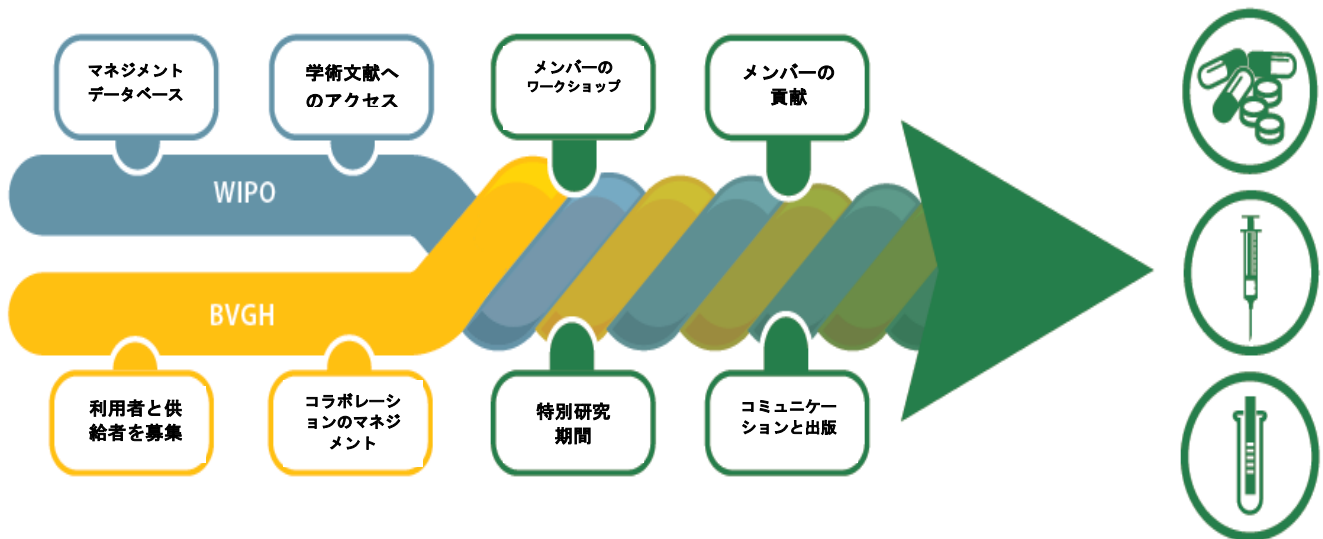 マネジメント
データベース
学術文献へ
のアクセス
メンバーの
ワークショップ
メンバーの
貢献
WIPO
BVGH
利用者と供
給者を募集
コラボレーシ
ョンのマネジ
メント
特別研究
期間
コミュニケー
ションと出版